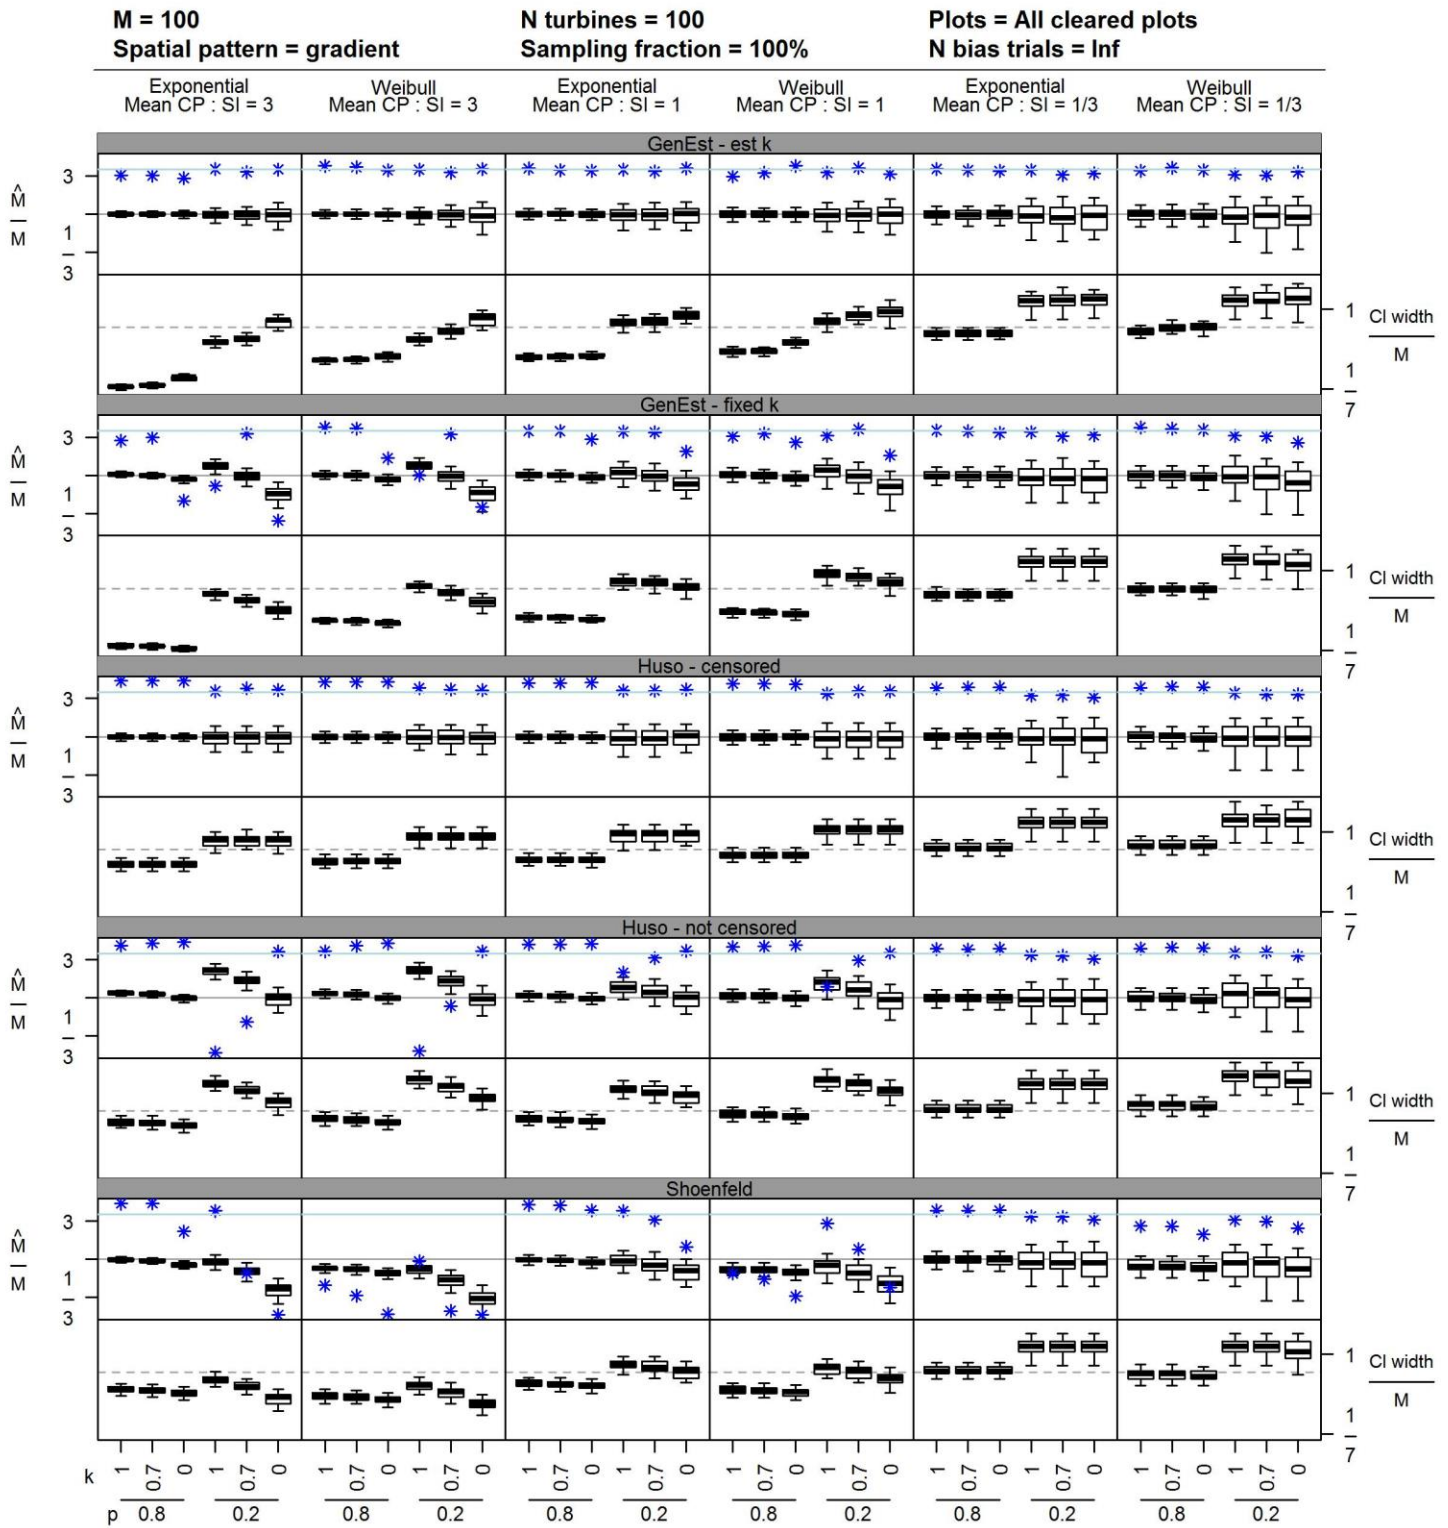 M = 100 N turbines = 100 Plots = All cleared plots
Spatial pattern = gradient Sampling fraction = 100% N bias trials = Inf
Exponential Weibull Exponential Weibull Exponential Weibull
Mean CP : SI = 3 Mean CP : SI = 3 Mean CP : SI = 1 Mean CP : SI = 1 Mean CP : SI = 1/3 Mean CP : SI = 1/3
GenEst - est k
3
M̂
M
1
3
1
CI width
M
1
7
GenEst - fixed k
3
M̂
M
1
3
1
CI width
M
1
7
Huso - censored
3
M̂
M
1
3
1
CI width
M
1
7
Huso - not censored
3
M̂
M
1
3
1
CI width
M
1
7
Shoenfeld
3
M̂
M
1
3
1
CI width
M
1
7
k 1 0.7 0 1 0.7 0 1 0.7 0 1 0.7 0 1 0.7 0 1 0.7 0 1 0.7 0 1 0.7 0 1 0.7 0 1 0.7 0 1 0.7 0 1 0.7 0
p 0.8 0.2 0.8 0.2 0.8 0.2 0.8 0.2 0.8 0.2 0.8 0.2